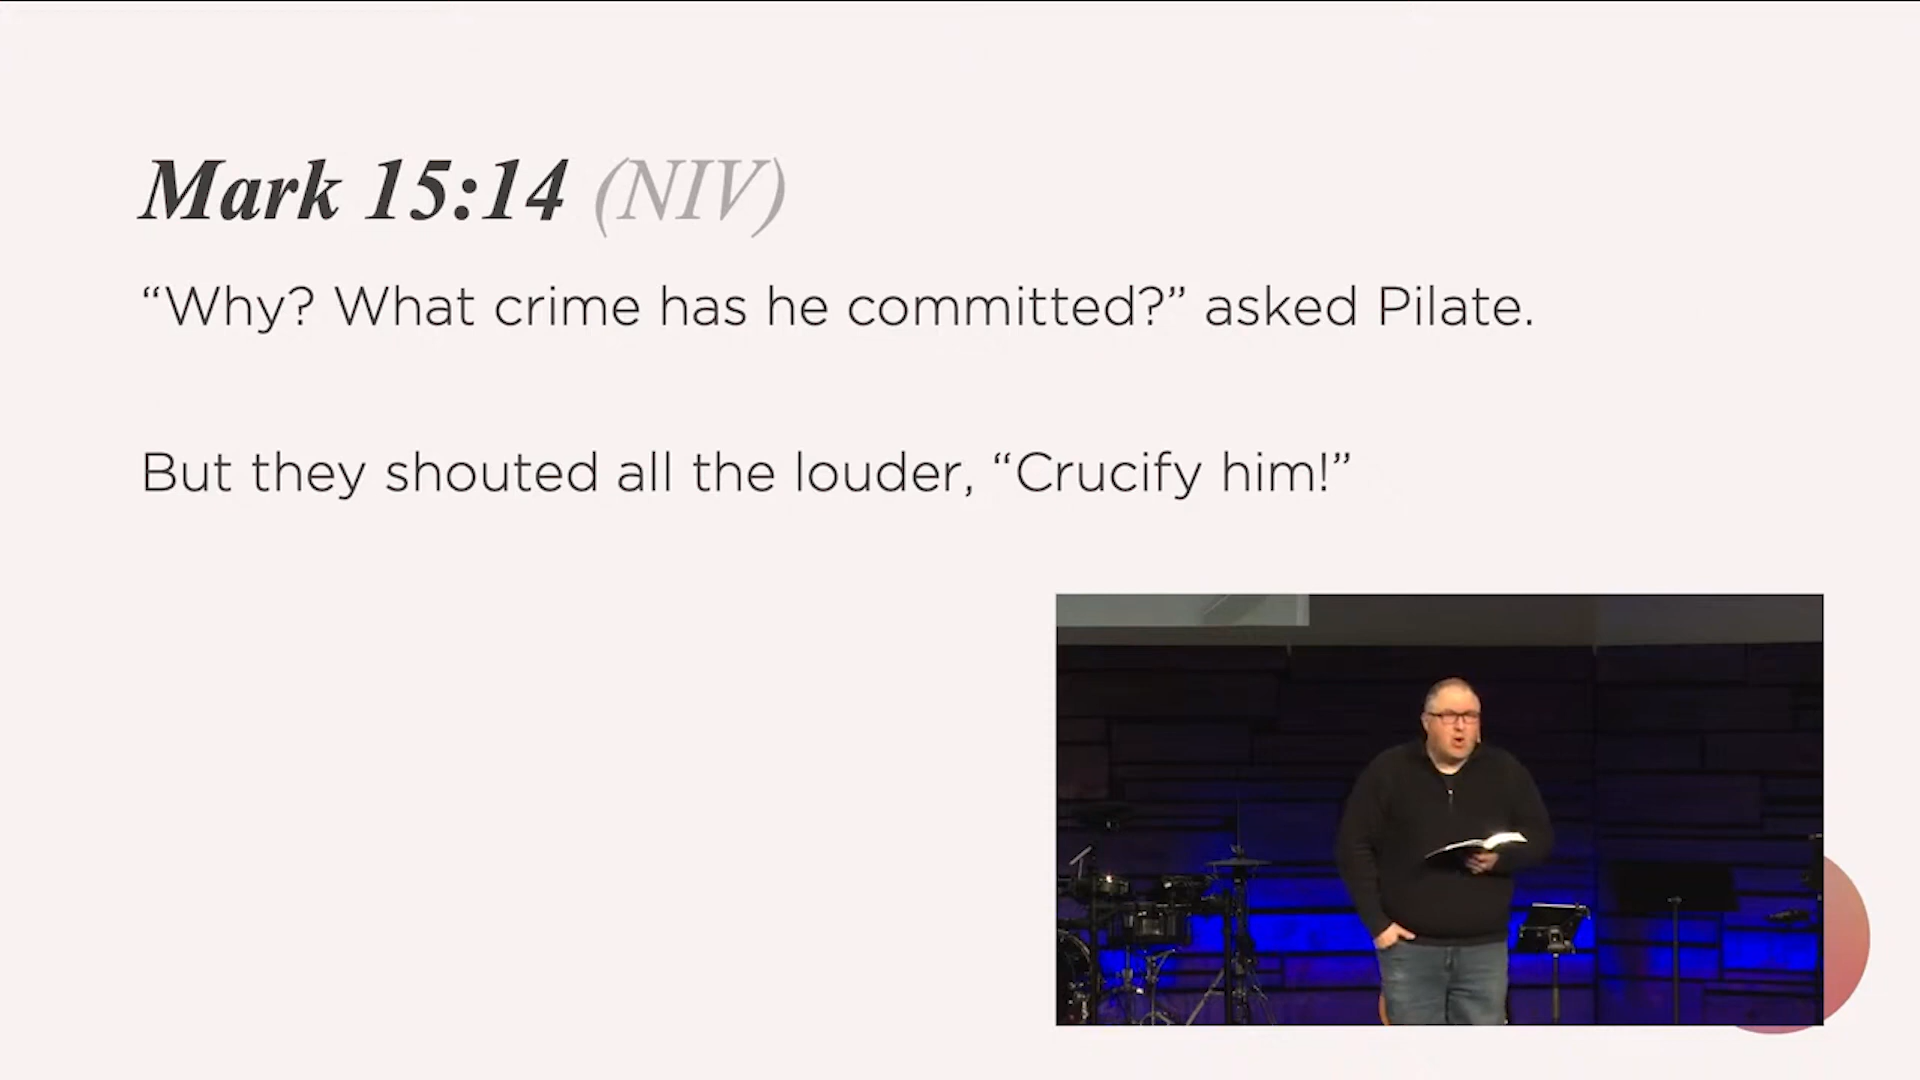 Mark 15:14 (NIV)
“Why? What crime has he committed?” asked Pilate.
But they shouted all the louder, “Crucify him!”